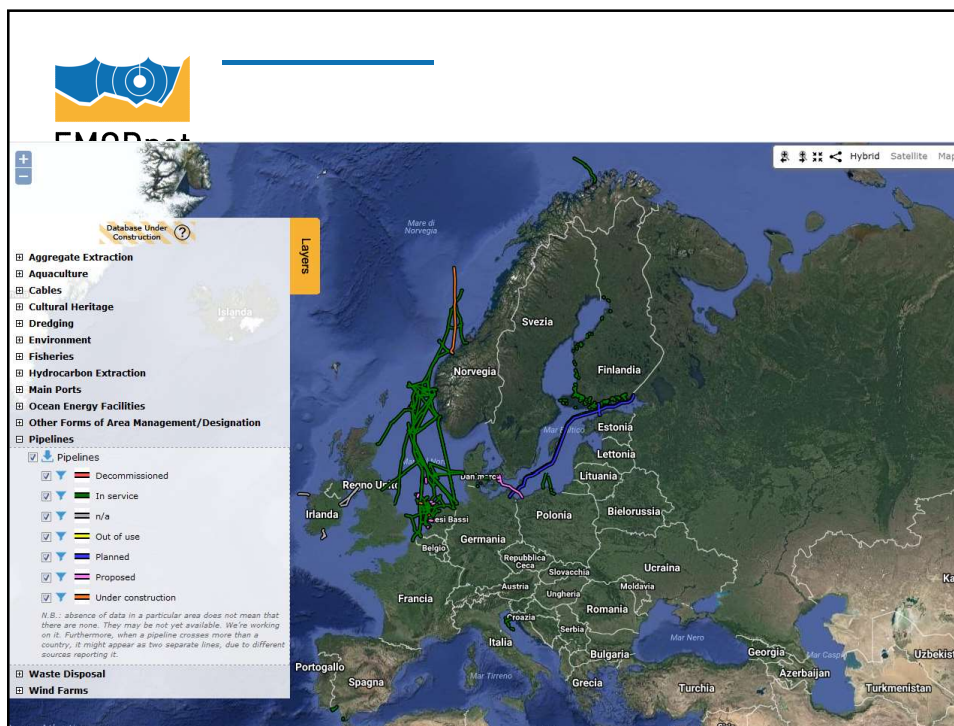 EMODnet
+
−
Hybrid Satellite Map
Database Under
Construction ?
Layers
Aggregate Extraction
Aquaculture
Cables
Cultural Heritage
Dredging
Environment
Fisheries
Hydrocarbon Extraction
Main Ports
Ocean Energy Facilities
Other Forms of Area Management/Designation
Pipelines
Pipelines
Decommissioned
In service
n/a
Out of use
Planned
Proposed
Under construction
N.B.: absence of data in a particular area does not mean that
there are none. They may be not yet available. We're working
on it. Furthermore, when a pipeline crosses more than a
country, it might appear as two separate lines, due to different
sources reporting it.
Waste Disposal
Wind Farms
Mare di
Norvegia
Islanda
Svezia
Norvegia
Finlandia
Estonia
Lettonia
Lituania
Danimarca
Regno Unito
Irlanda
Paesi Bassi
Bielorussia
Polonia
Germania
Belgio
Repubblica
Ceca
Ucraina
Slovacchia
Austria
Ungheria
Moldavia
Francia
Romania
Croazia
Serbia
Italia
Bulgaria
Mar Nero
Georgia
Mar Caspio
Azerbaijan
Uzbekist
Turkmenistan
Portogallo
Spagna
Mar Tirreno
Grecia
Turchia